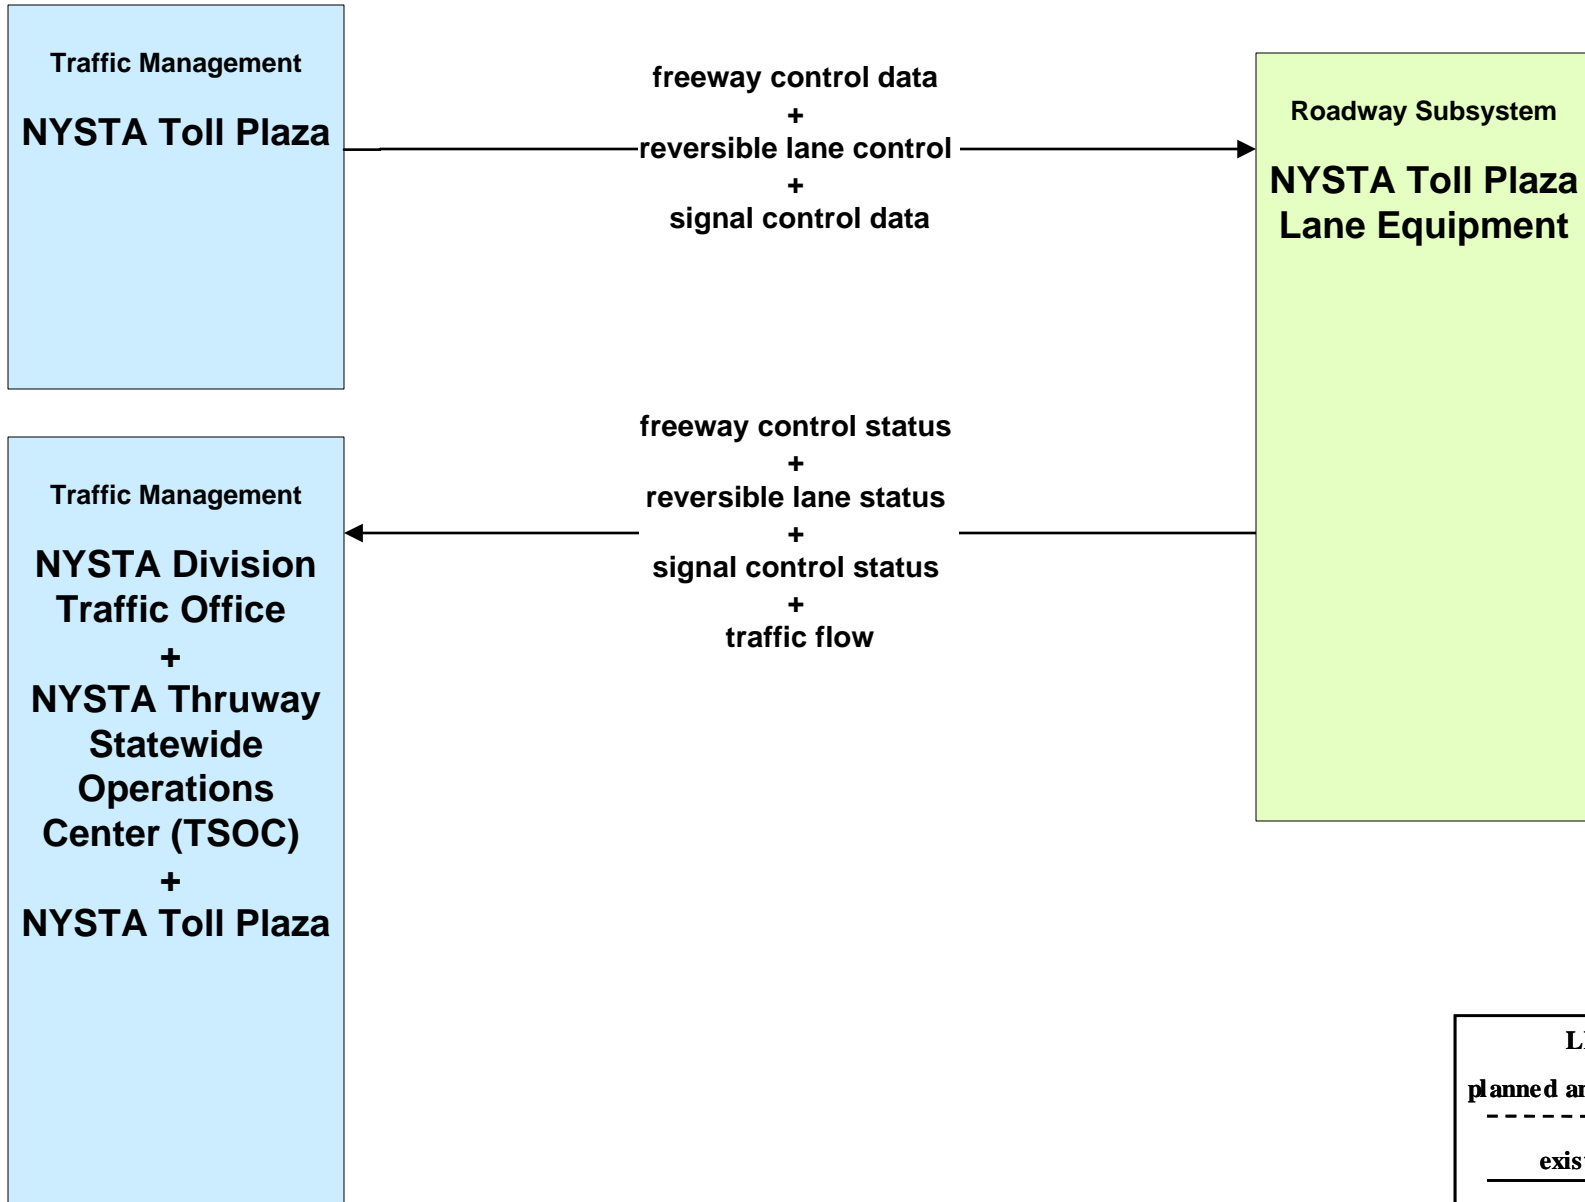 Traffic Management
NYSTA Toll Plaza
freeway control data
+
reversible lane control
+
signal control data
Roadway Subsystem
NYSTA Toll Plaza
Lane Equipment
freeway control status
+
reversible lane status
+
signal control status
+
traffic flow
Traffic Management
NYSTA Division
Traffic Office
+
NYSTA Thruway
Statewide
Operations
Center (TSOC)
+
NYSTA Toll Plaza
planned